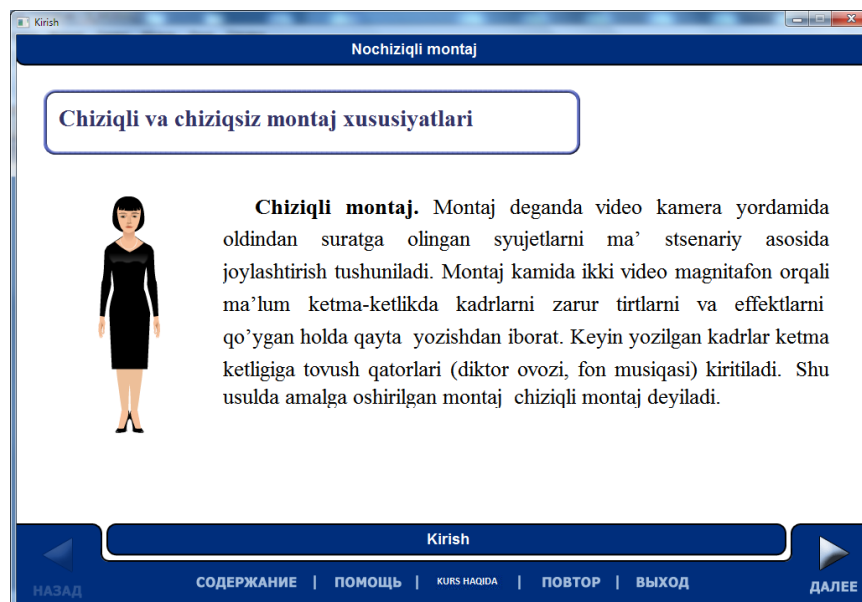 Kirish
Nochiziqli montaj
Chiziqli va chiziqsiz montaj xususiyatlari
Chiziqli montaj. Montaj deganda video kamera yordamida
oldindan suratga olingan syujetlarni ma’ stsenariy asosida
joylashtirish tushuniladi. Montaj kamida ikki video magnitafon orqali
ma’lum ketma-ketlikda kadrlarni zarur tirtlarni va effektlarni
qo’ygan holda qayta yozishdan iborat. Keyin yozilgan kadrlar ketma
ketligiga tovush qatorlari (diktor ovozi, fon musiqasi) kiritiladi. Shu
usulda amalga oshirilgan montaj chiziqli montaj deyiladi.
Kirish
НАЗАД
СОДЕРЖАНИЕ | ПОМОЩЬ | KURS HAQIDA | ПОВТОР | ВЫХОД
ДАЛЕЕ